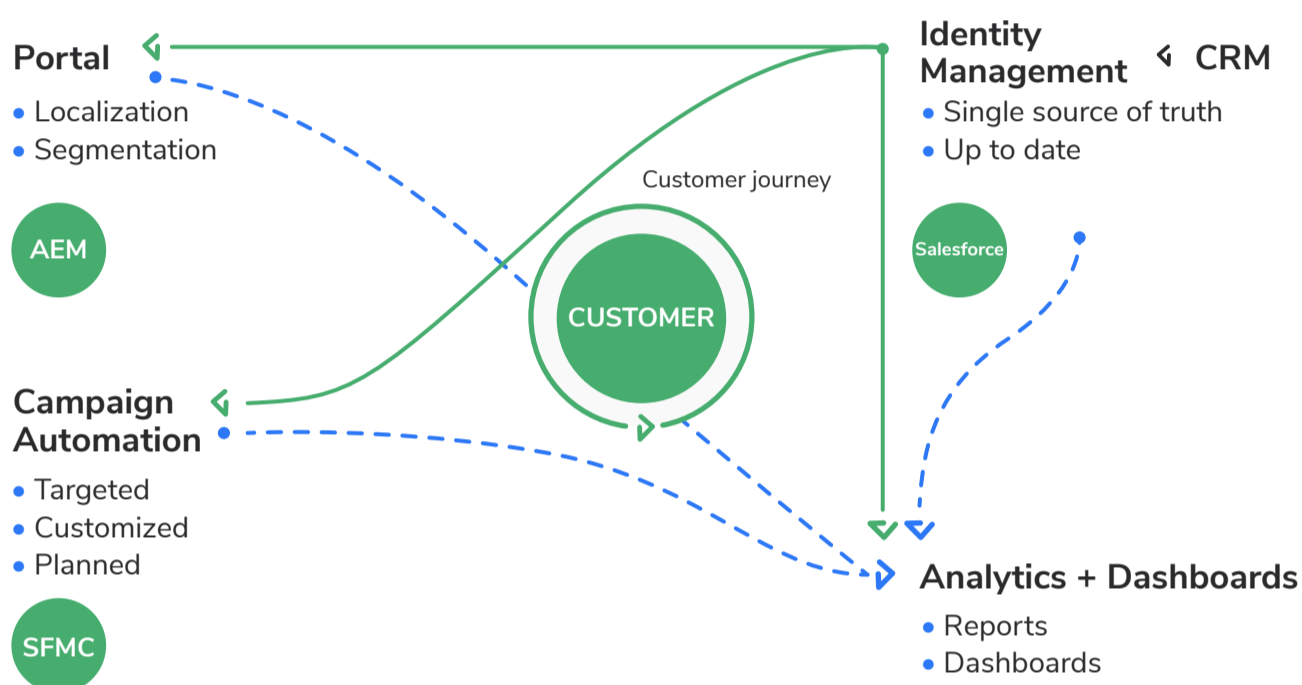 Portal
Localization
Segmentation
AEM
Identity
Management
CRM
Single source of truth
Up to date
Salesforce
Customer journey
CUSTOMER
Campaign
Automation
Targeted
Customized
Planned
SFMC
Analytics + Dashboards
Reports
Dashboards